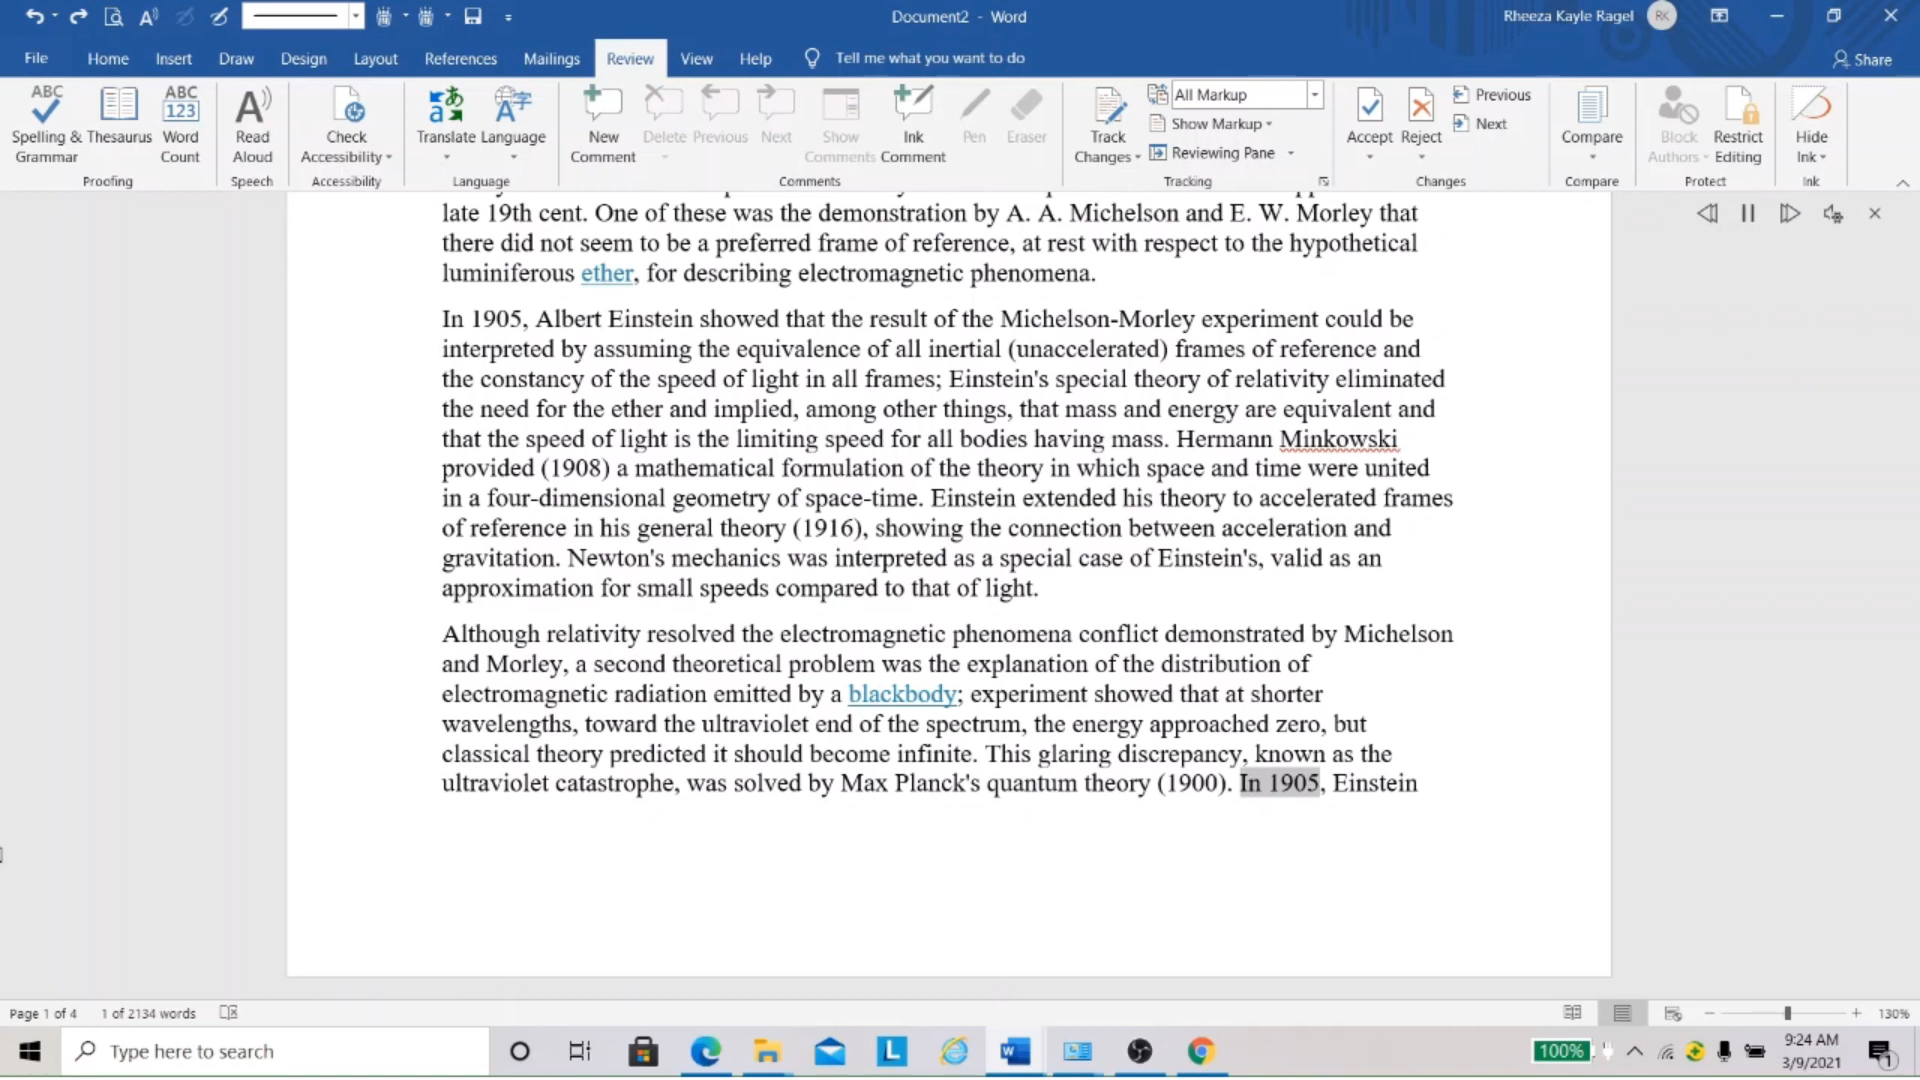 Document2 - Word
Rheeza Kayle Ragel
RK
File
Home
Insert
Draw
Design
Layout
References
Mailings
Review
View
Help
Tell me what you want to do
Share
ABC
Spelling &
Grammar
Thesaurus
ABC
123
Word
Count
Proofing
Read
Aloud
Speech
Check
Accessibility
Accessibility
Translate
Language
Language
New
Comment
Delete
Previous
Next
Show
Comments
Ink
Comment
Pen
Eraser
Comments
Track
Changes
All Markup
Show Markup
Reviewing Pane
Tracking
Accept
Reject
Previous
Next
Changes
Compare
Compare
Block
Authors
Restrict
Editing
Protect
Hide
Ink
Ink
late 19th cent. One of these was the demonstration by A. A. Michelson and E. W. Morley that
there did not seem to be a preferred frame of reference, at rest with respect to the hypothetical
luminiferous ether, for describing electromagnetic phenomena.
In 1905, Albert Einstein showed that the result of the Michelson-Morley experiment could be
interpreted by assuming the equivalence of all inertial (unaccelerated) frames of reference and
the constancy of the speed of light in all frames; Einstein's special theory of relativity eliminated
the need for the ether and implied, among other things, that mass and energy are equivalent and
that the speed of light is the limiting speed for all bodies having mass. Hermann Minkowski
provided (1908) a mathematical formulation of the theory in which space and time were united
in a four-dimensional geometry of space-time. Einstein extended his theory to accelerated frames
of reference in his general theory (1916), showing the connection between acceleration and
gravitation. Newton's mechanics was interpreted as a special case of Einstein's, valid as an
approximation for small speeds compared to that of light.
Although relativity resolved the electromagnetic phenomena conflict demonstrated by Michelson
and Morley, a second theoretical problem was the explanation of the distribution of
electromagnetic radiation emitted by a blackbody; experiment showed that at shorter
wavelengths, toward the ultraviolet end of the spectrum, the energy approached zero, but
classical theory predicted it should become infinite. This glaring discrepancy, known as the
ultraviolet catastrophe, was solved by Max Planck's quantum theory (1900). In 1905, Einstein
Page 1 of 4
1 of 2134 words
130%
Type here to search
100%
9:24 AM
3/9/2021
1